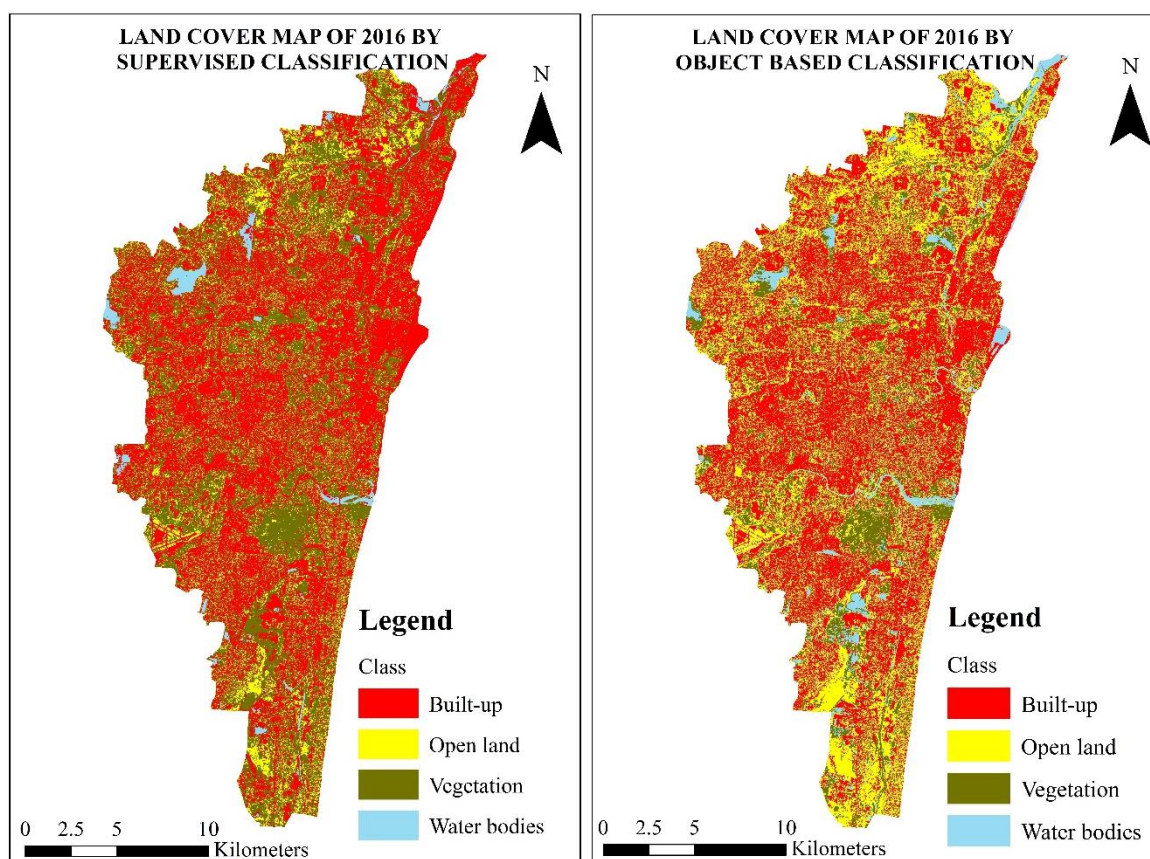 LAND COVER MAP OF 2016 BY
SUPERVISED CLASSIFICATION
N
Legend
Class
Built-up
Open land
Vegetation
Water bodies
0 2.5 5 10
Kilometers
LAND COVER MAP OF 2016 BY
OBJECT BASED CLASSIFICATION
N
Legend
Class
Built-up
Open land
Vegetation
Water bodies
0 2.5 5 10
Kilometers